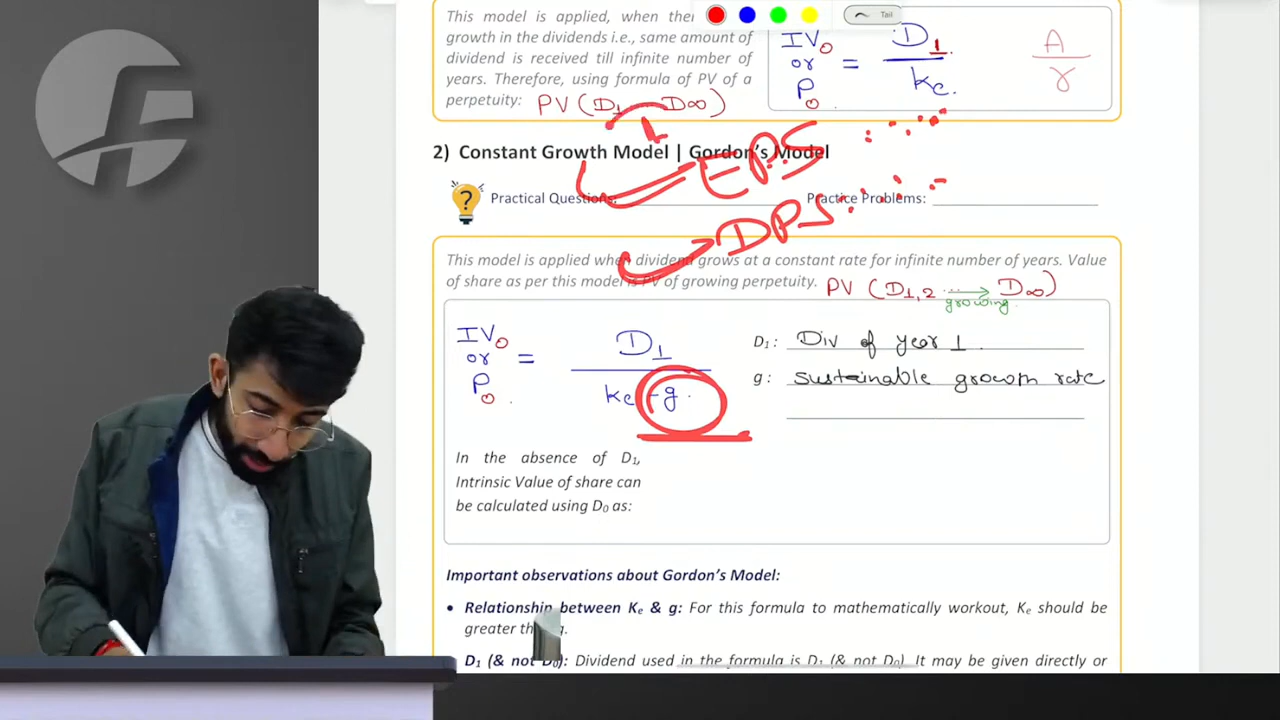 This model is applied, when ther
growth in the dividends i.e., same amount of
dividend is received till infinite number of
years. Therefore, using formula of PV of a
perpetuity: PV (D1 D∞)
Tail
IV0 or P0 = D1 / Ke
A / r
2) Constant Growth Model | Gordon's Model
EPS
Practical Questions:
Practice Problems:
DPS
This model is applied when dividend grows at a constant rate for infinite number of years. Value
of share as per this model is PV of growing perpetuity. PV (D1,2 ... D∞)
growing
IV0 or P0 = D1 / Ke - g
D1: Div of year 1
g: Sustainable growth rate
In the absence of D1,
Intrinsic Value of share can
be calculated using D0 as:
Important observations about Gordon's Model:
• Relationship between Ke & g: For this formula to mathematically workout, Ke should be
greater g.
D1 (& not D0): Dividend used in the formula is D1 (& not D0). It may be given directly or